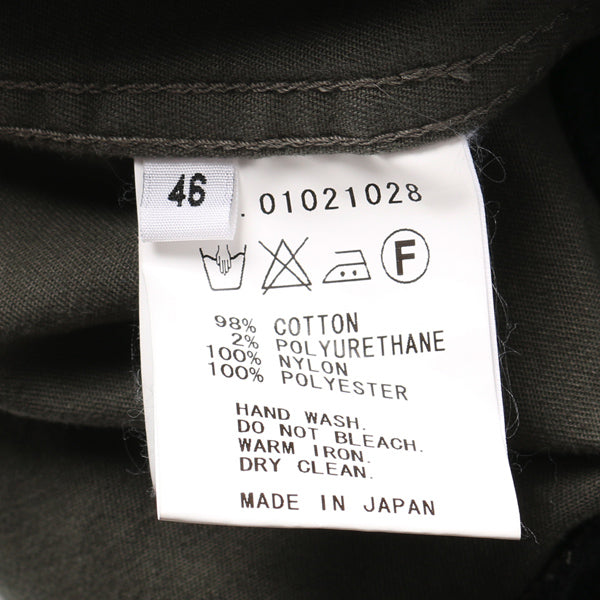 46
. 01021028
F
98% COTTON
2% POLYURETHANE
100% NYLON
100% POLYESTER
HAND WASH.
DO NOT BLEACH.
WARM IRON.
DRY CLEAN.
MADE IN JAPAN